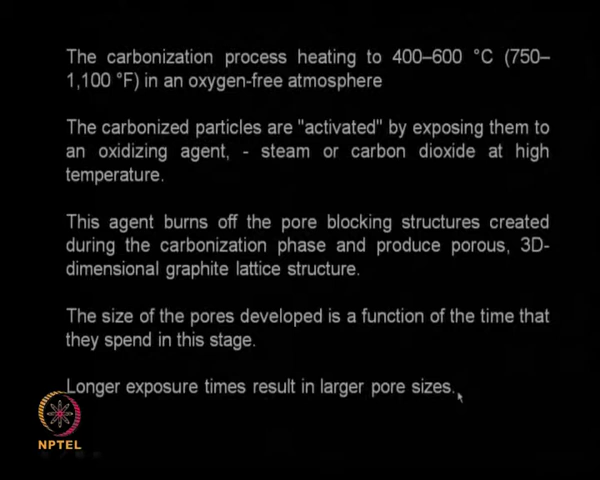 The carbonization process heating to 400–600 °C (750–
1,100 °F) in an oxygen-free atmosphere
The carbonized particles are "activated" by exposing them to
an oxidizing agent, - steam or carbon dioxide at high
temperature.
This agent burns off the pore blocking structures created
during the carbonization phase and produce porous, 3D-
dimensional graphite lattice structure.
The size of the pores developed is a function of the time that
they spend in this stage.
Longer exposure times result in larger pore sizes.
NPTEL